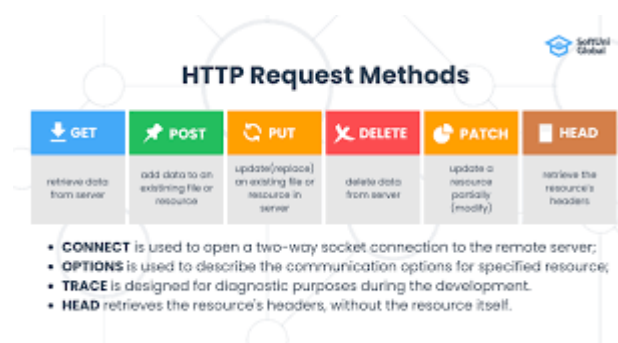 SoftUni
Global
HTTP Request Methods
GET
POST
PUT
DELETE
PATCH
HEAD
retrieve data
from server
add data to an
existining file or
resource
update(replace)
an existing file or
resource in
server
delete data
from server
update a
resource
partially
(modify)
retrieve the
resource's
headers
• CONNECT is used to open a two-way socket connection to the remote server;
• OPTIONS is used to describe the communication options for specified resource;
• TRACE is designed for diagnostic purposes during the development.
• HEAD retrieves the resource's headers, without the resource itself.